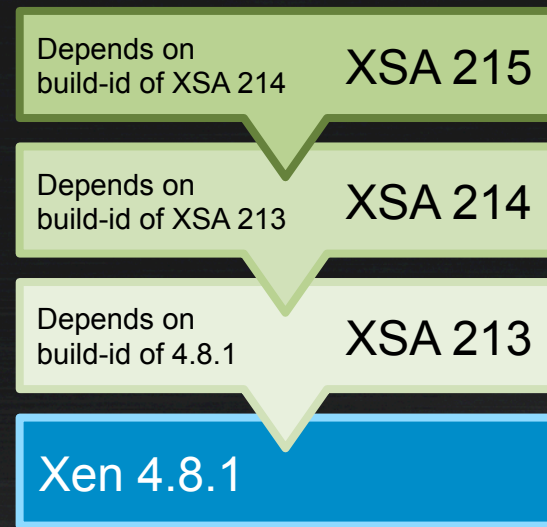 Depends on
build-id of XSA 214
XSA 215
Depends on
build-id of XSA 213
XSA 214
Depends on
build-id of 4.8.1
XSA 213
Xen 4.8.1